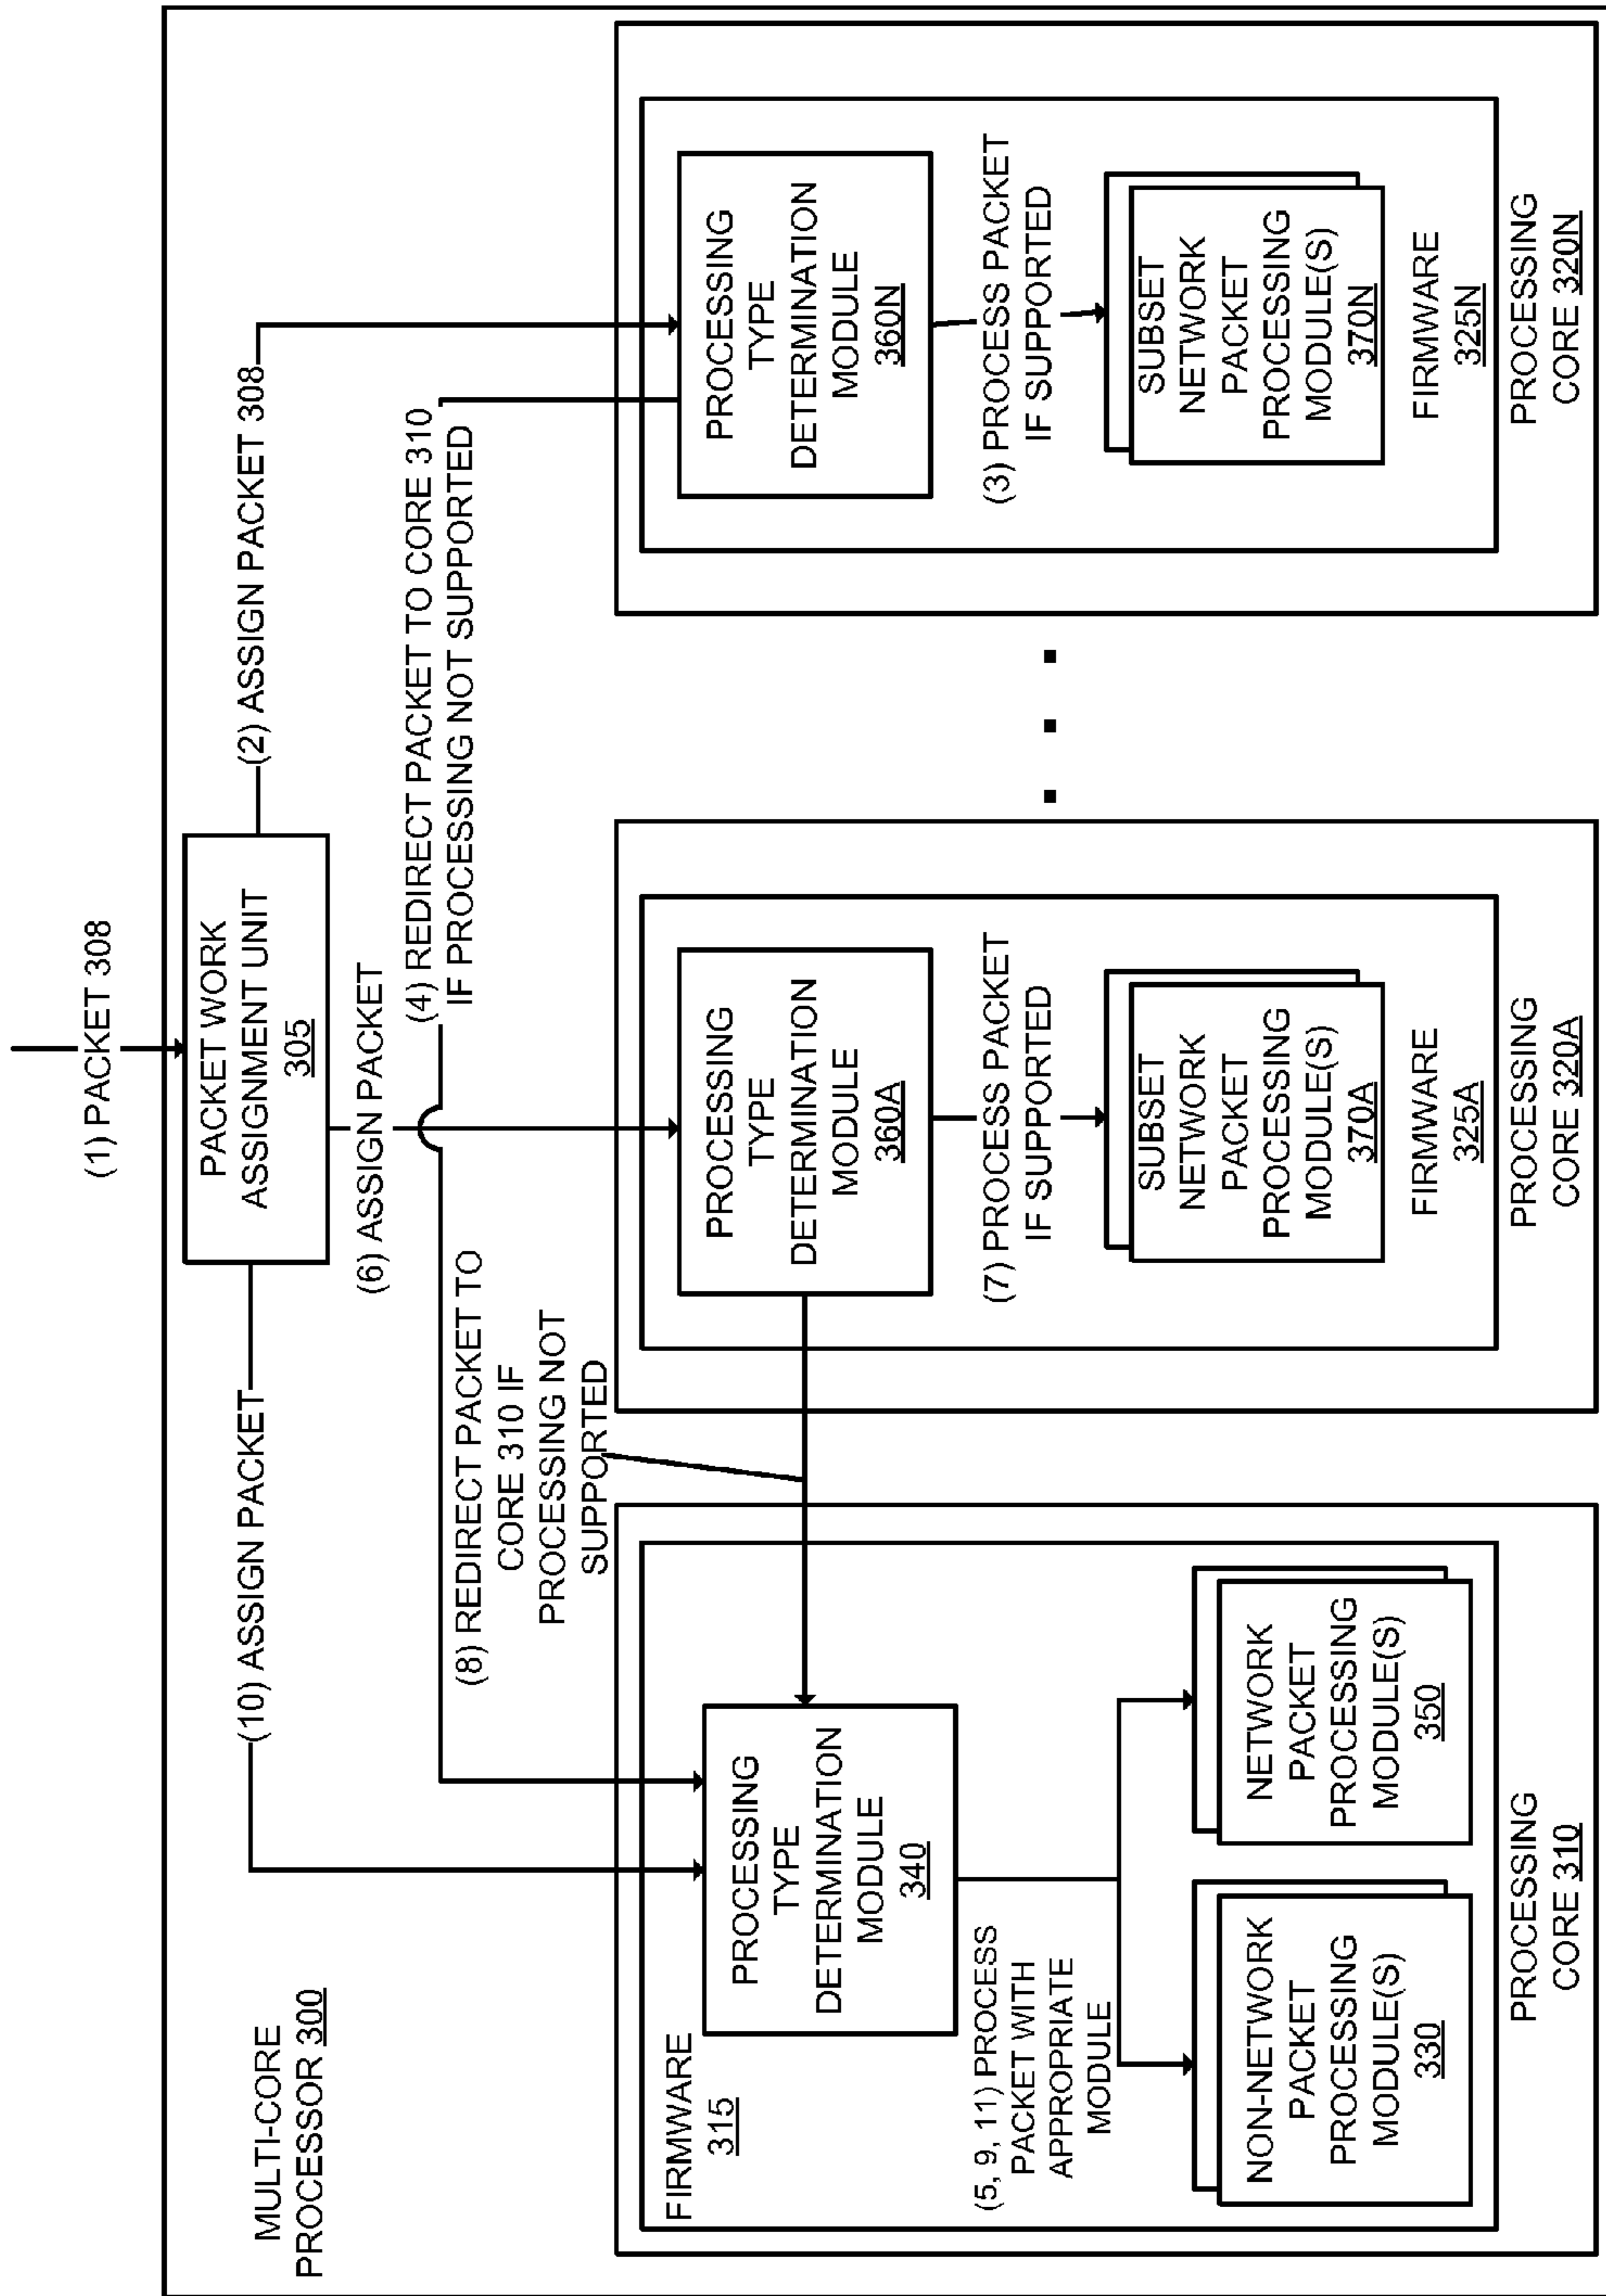 (1) PACKET 308
MULTI-CORE
PROCESSOR 300
PACKET WORK
ASSIGNMENT UNIT
305
(10) ASSIGN PACKET
(6) ASSIGN PACKET
(2) ASSIGN PACKET 308
(4) REDIRECT PACKET TO CORE 310
IF PROCESSING NOT SUPPORTED
(8) REDIRECT PACKET TO
CORE 310 IF
PROCESSING NOT
SUPPORTED
FIRMWARE
315
PROCESSING
TYPE
DETERMINATION
MODULE
340
(5, 9, 11) PROCESS
PACKET WITH
APPROPRIATE
MODULE
NON-NETWORK
PACKET
PROCESSING
MODULE(S)
330
NETWORK
PACKET
PROCESSING
MODULE(S)
350
PROCESSING
CORE 310
PROCESSING
TYPE
DETERMINATION
MODULE
360A
(7) PROCESS PACKET
IF SUPPORTED
SUBSET
NETWORK
PACKET
PROCESSING
MODULE(S)
370A
FIRMWARE
325A
PROCESSING
CORE 320A
PROCESSING
TYPE
DETERMINATION
MODULE
360N
(3) PROCESS PACKET
IF SUPPORTED
SUBSET
NETWORK
PACKET
PROCESSING
MODULE(S)
370N
FIRMWARE
325N
PROCESSING
CORE 320N